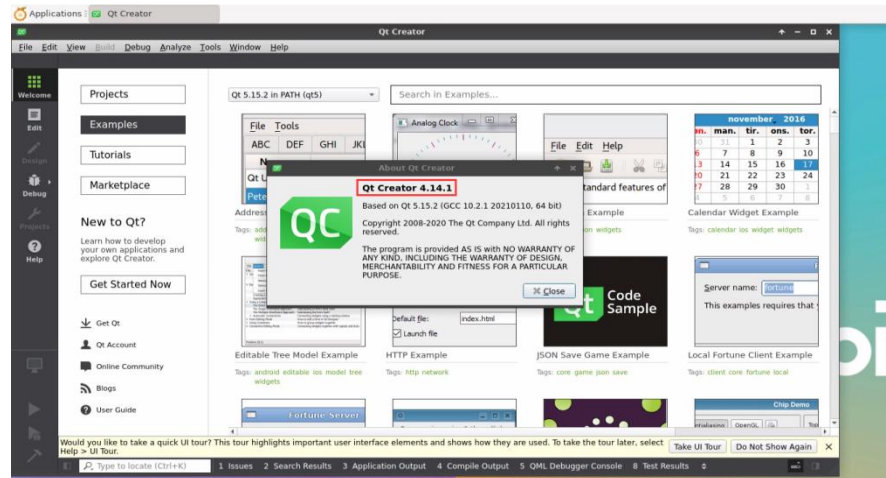 Applications
Qt Creator
Qt Creator
File Edit View Build Debug Analyze Tools Window Help
Welcome
Edit
Design
Debug
Projects
Help
Projects
Examples
Tutorials
Marketplace
New to Qt?
Learn how to develop
your own applications and
explore Qt Creator.
Get Started Now
Get Qt
Qt Account
Online Community
Blogs
User Guide
Qt 5.15.2 in PATH (qt5)
Search in Examples...
File Tools
ABC DEF GHI
Analog Clock
File Edit Help
standard features of
november 2016
man. tir. ons. tor.
31 1 2 3
7 8 9 10
14 15 16 17
21 22 23 24
28 29 30 1
About Qt Creator
QC
Qt Creator 4.14.1
Based on Qt 5.15.2 (GCC 10.2.1 20210110, 64 bit)
Copyright 2008-2020 The Qt Company Ltd. All rights
reserved.
The program is provided AS IS with NO WARRANTY OF
ANY KIND, INCLUDING THE WARRANTY OF DESIGN,
MERCHANTABILITY AND FITNESS FOR A PARTICULAR
PURPOSE.
Close
Example
Calendar Widget Example
Tags:
widgets
Tags: calendar ios widget widgets
Default file: index.html
Launch file
Qt Code
Sample
Server name: fortune
This examples requires that
Editable Tree Model Example
HTTP Example
JSON Save Game Example
Local Fortune Client Example
Tags: android editable ios model tree
widgets
Tags: http network
Tags: core game json save
Tags: client core fortune local
Fortune Server
Chip Demo
OpenGL
Would you like to take a quick UI tour? This tour highlights important user interface elements and shows how they are used. To take the tour later, select
Help > UI Tour.
Take UI Tour
Do Not Show Again
Type to locate (Ctrl+K)
1 Issues 2 Search Results 3 Application Output 4 Compile Output 5 QML Debugger Console 8 Test Results